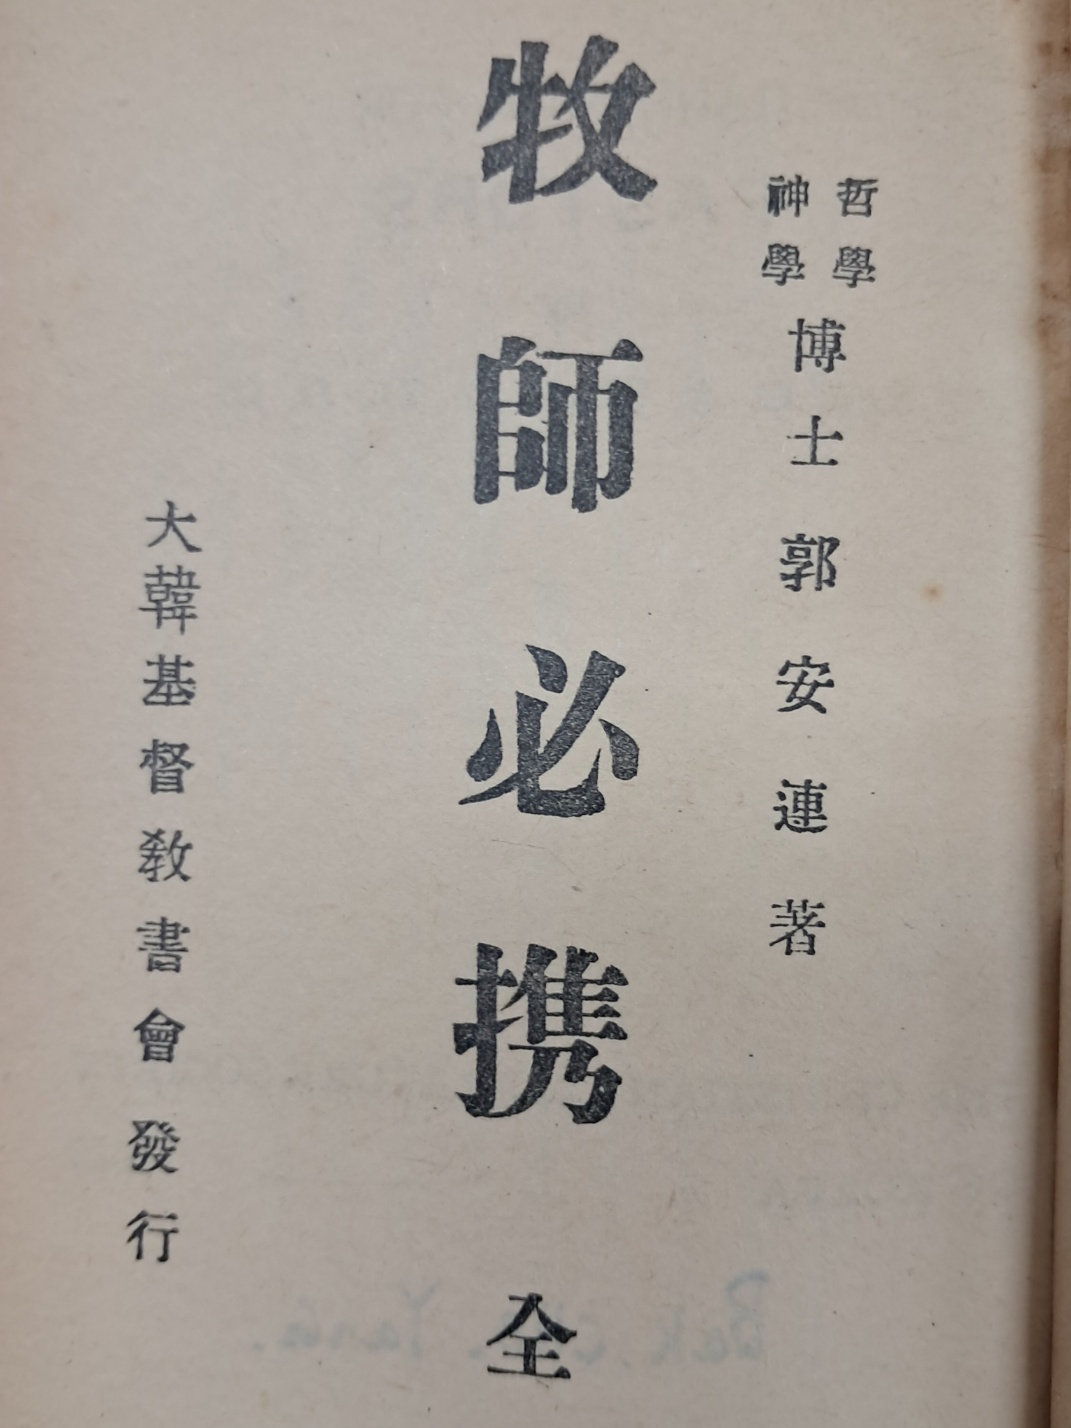 哲學
神學
博士郭安連著
牧師必携 全
大韓基督敎書會發行